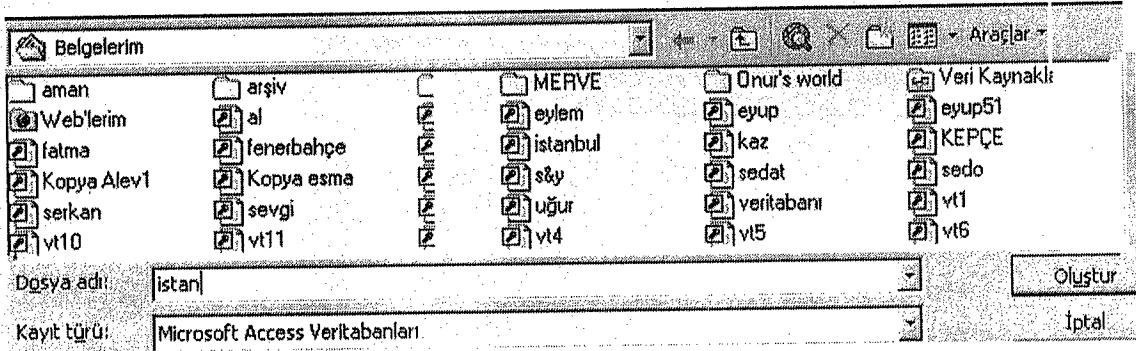 Belgelerim Araçlar
aman arşiv MERVE Onur's world Veri Kaynakla
Web'lerim al eylem eyup eyup51
fatma fenerbahçe istanbul kaz KEPÇE
Kopya Alev1 Kopya esma s&y sedat sedo
serkan sevgi uğur veritabanı vt1
vt10 vt11 vt4 vt5 vt6
Dosya adı: istan Oluştur
Kayıt türü: Microsoft Access Veritabanları İptal